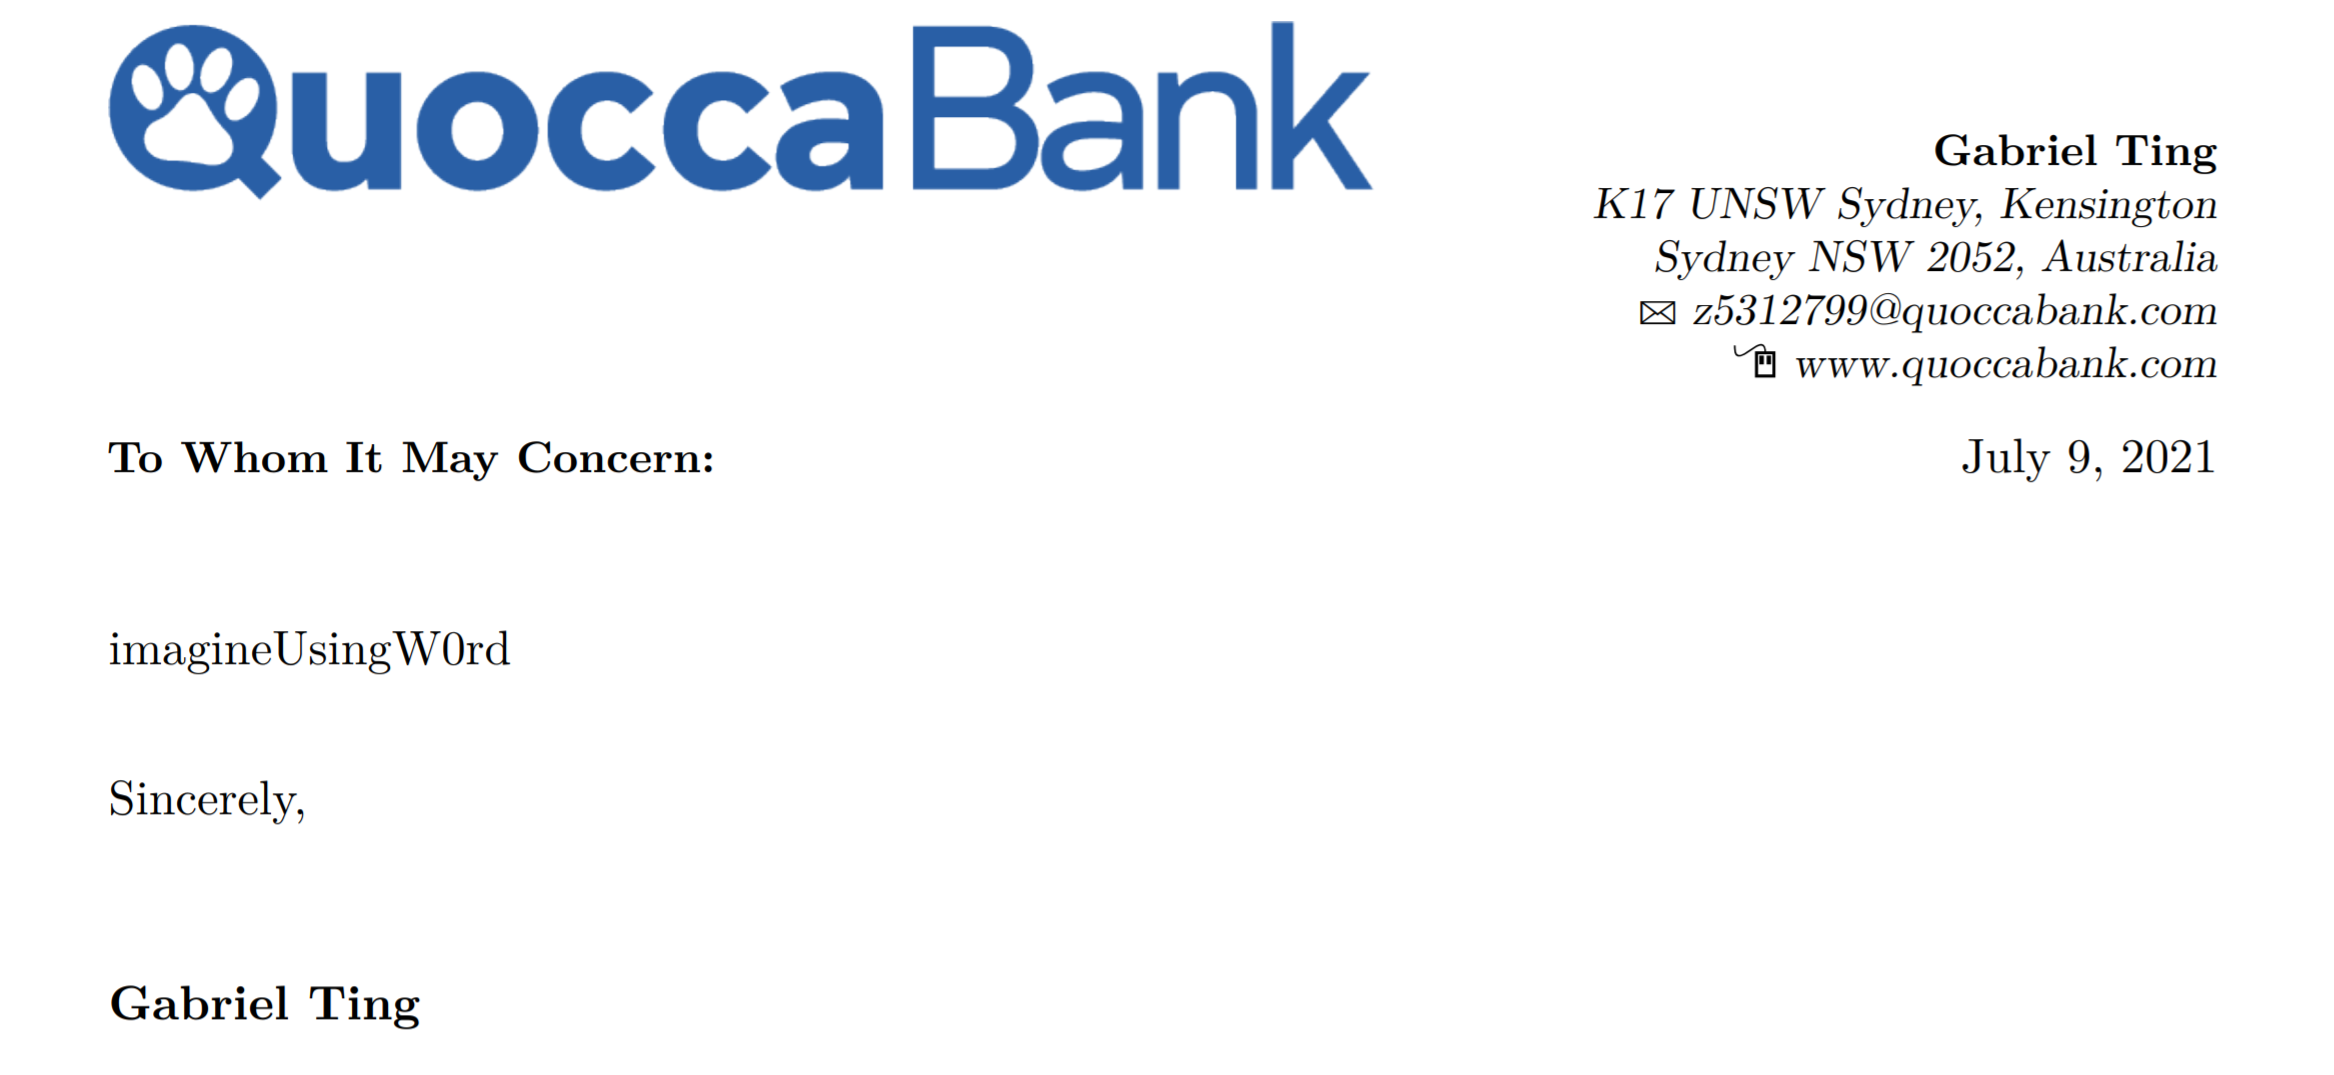 QuoccaBank
Gabriel Ting
K17 UNSW Sydney, Kensington
Sydney NSW 2052, Australia
z5312799@quoccabank.com
www.quoccabank.com
To Whom It May Concern:
July 9, 2021
imagineUsingW0rd
Sincerely,
Gabriel Ting